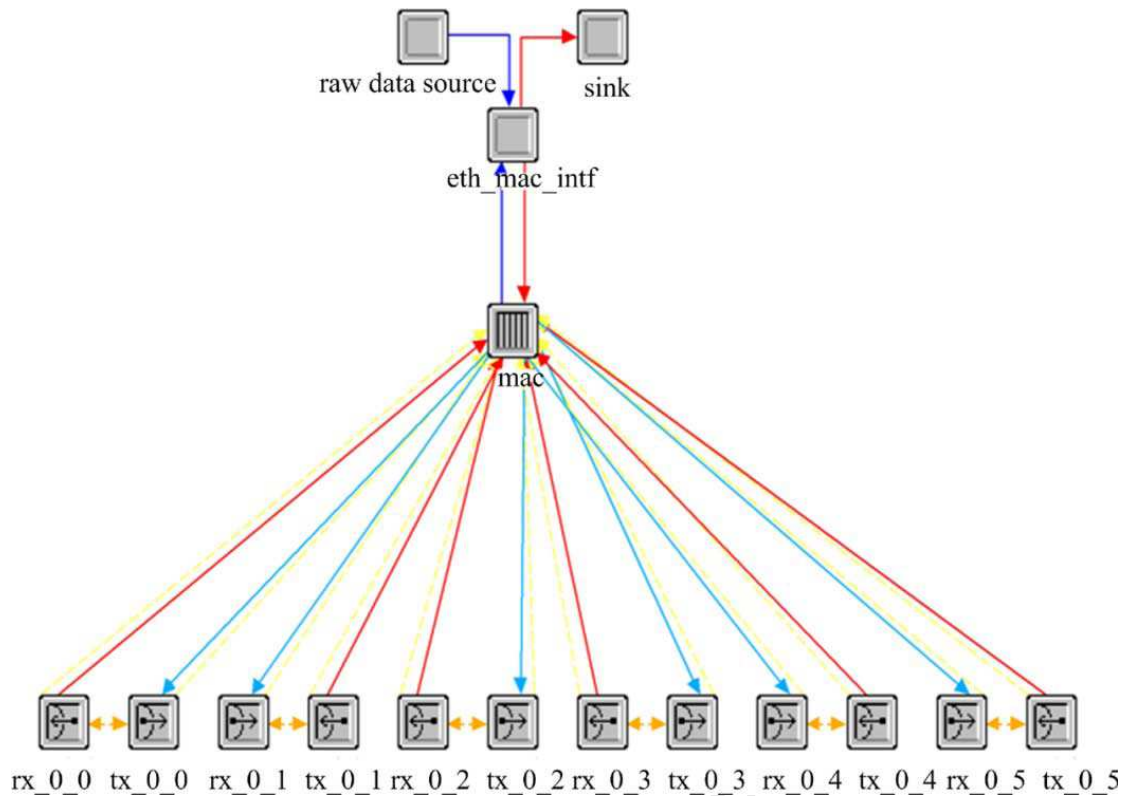 raw data source
sink
eth_mac_intf
mac
rx_0_0 tx_0_0 rx_0_1 tx_0_1 rx_0_2 tx_0_2 rx_0_3 tx_0_3 rx_0_4 tx_0_4 rx_0_5 tx_0_5